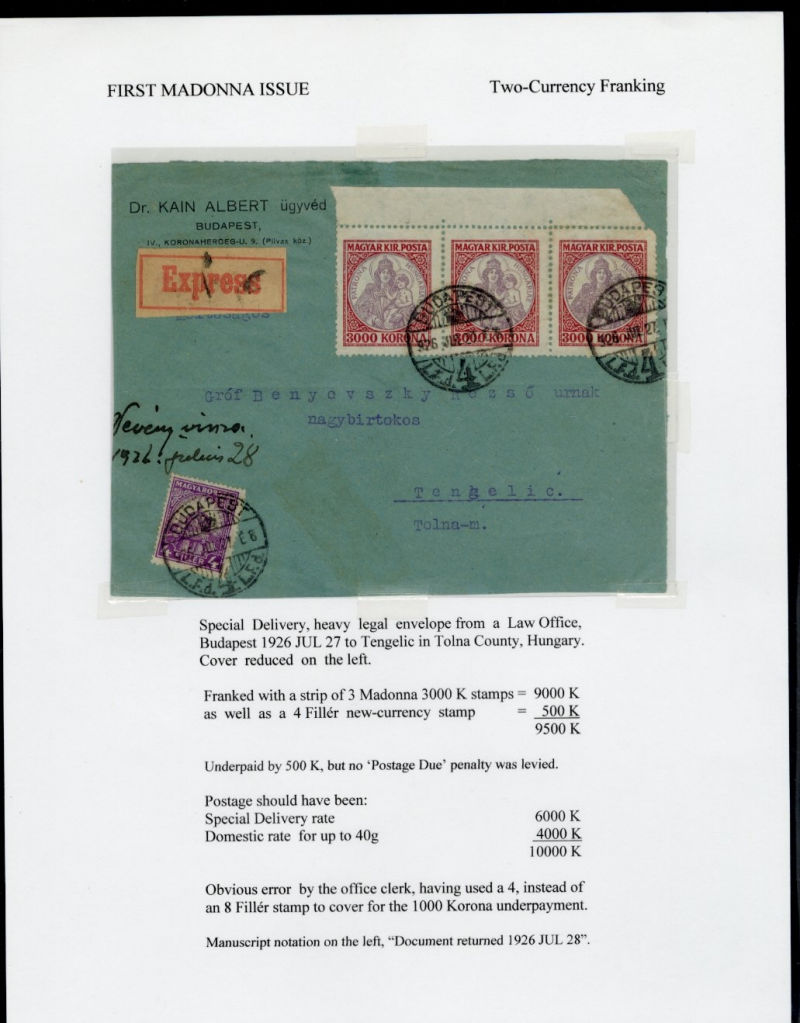 FIRST MADONNA ISSUE
Two-Currency Franking
Dr. KAIN ALBERT ügyvéd
BUDAPEST,
IV., KORONAHERCEG-U. 9. (Pilvax köz.)
Express
MAGYAR KIR. POSTA
MAGYAR KIR. POSTA
MAGYAR KIR. POSTA
3000 KORONA
3000 KORONA
3000 KORONA
BUDAPEST
926 JUL 27
4
Gróf Benyovszky Rezső urnak
nagybirtokos
1926. julius 28
Tengelic.
Tolna-m.
BUDAPEST
Special Delivery, heavy legal envelope from a Law Office,
Budapest 1926 JUL 27 to Tengelic in Tolna County, Hungary.
Cover reduced on the left.
Franked with a strip of 3 Madonna 3000 K stamps = 9000 K
as well as a 4 Fillér new-currency stamp = 500 K
9500 K
Underpaid by 500 K, but no ‘Postage Due’ penalty was levied.
Postage should have been:
Special Delivery rate 6000 K
Domestic rate for up to 40g 4000 K
10000 K
Obvious error by the office clerk, having used a 4, instead of
an 8 Fillér stamp to cover for the 1000 Korona underpayment.
Manuscript notation on the left, “Document returned 1926 JUL 28”.